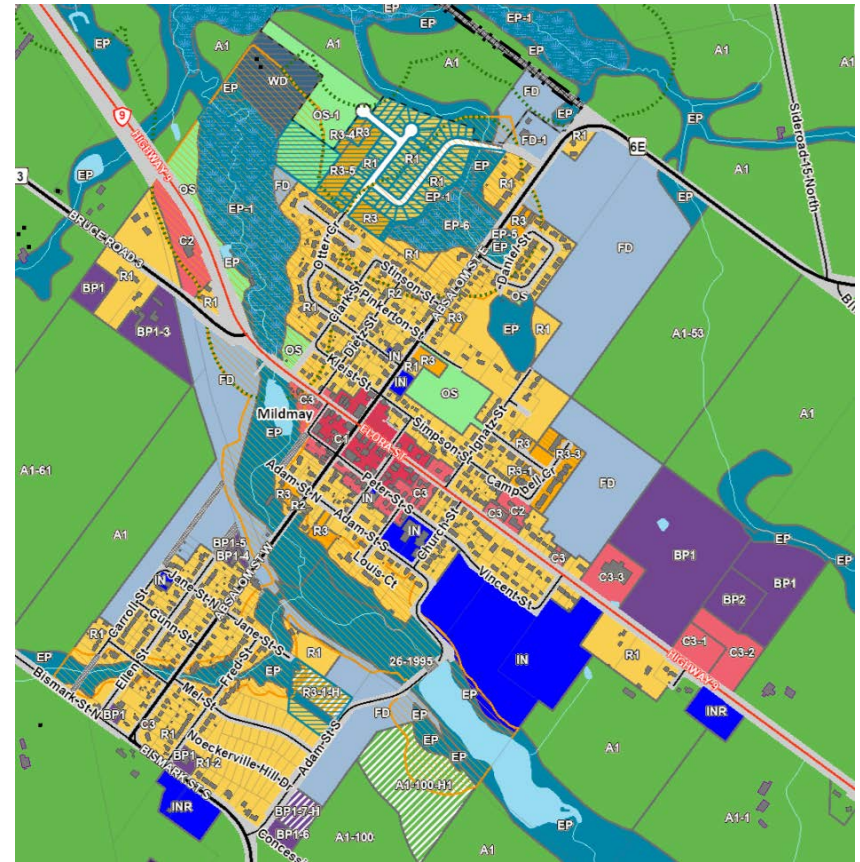 EP
EP
EP-1
A1
A1
A1
EP
WD
OS-1
FD
EP
9
HIGHWAY 9
R3-4
R3
R1
FD-1
R1
6E
A1
Sideroad-15-North
EP
3
OS
EP-1
FD
R3-5
R1
R1
EP-1
EP
R1
EP
BRUCE ROAD 3
C2
EP
R3
Otter Cr
R1
EP-6
R3
EP-5
EP
Daniel-St
OS
FD
A1
BP1
R1
BP1-3
R1
Stinson-St
R2
Clark-St
Pinkerton-St
ABSALOM ST E
R3
EP
R1
R1
A1-53
Dietz-St
OS
IN
R1
R3
IN
Kleist-St
OS
FD
Mildmay
C3
EP
C1
ELORA ST
Simpson-St
Ignatz-St
R3
R3-1
R3-3
Campbell Cr
FD
EP
A1-61
A1
Adam-St-N
R3
R2
Peter-St-S
IN
C3
C3
C2
R3
Adam-St-S
IN
Church-St
Louis-Ct
Vincent-St
C3
C3-3
BP1
BP2
BP1
EP
BP1-5
BP1-4
IN
Jane-St-N
ABSALOM ST W
Carroll-St
Gunn-St
Jane-St-S
R1
Ellen St
Fred-St
EP
EP
R1
26-1995
IN
R1
C3-1
C3-2
HIGHWAY 9
EP
INR
Bismark-St-N
Mel-St
R3-1-H
FD
EP
BP1
C3
R1
Noeckerville-Hill-Dr
Adam-St-S
EP
EP
A1
BP1
R1-2
BISMARK ST S
INR
A1-100-H1
BP1-7-H
BP1-6
A1-100
EP
A1-1
A1
EP